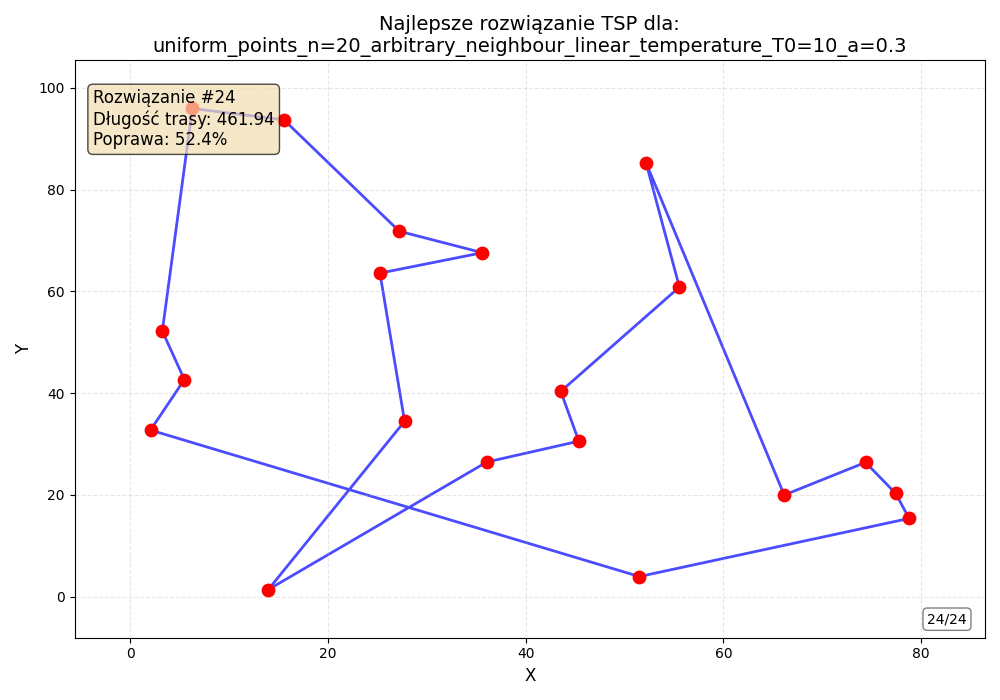 Najlepsze rozwiązanie TSP dla:
uniform_points_n=20_arbitrary_neighbour_linear_temperature_T0=10_a=0.3
Rozwiązanie #24
Długość trasy: 461.94
Poprawa: 52.4%
100
80
60
40
20
0
Y
24/24
0 20 40 60 80
X